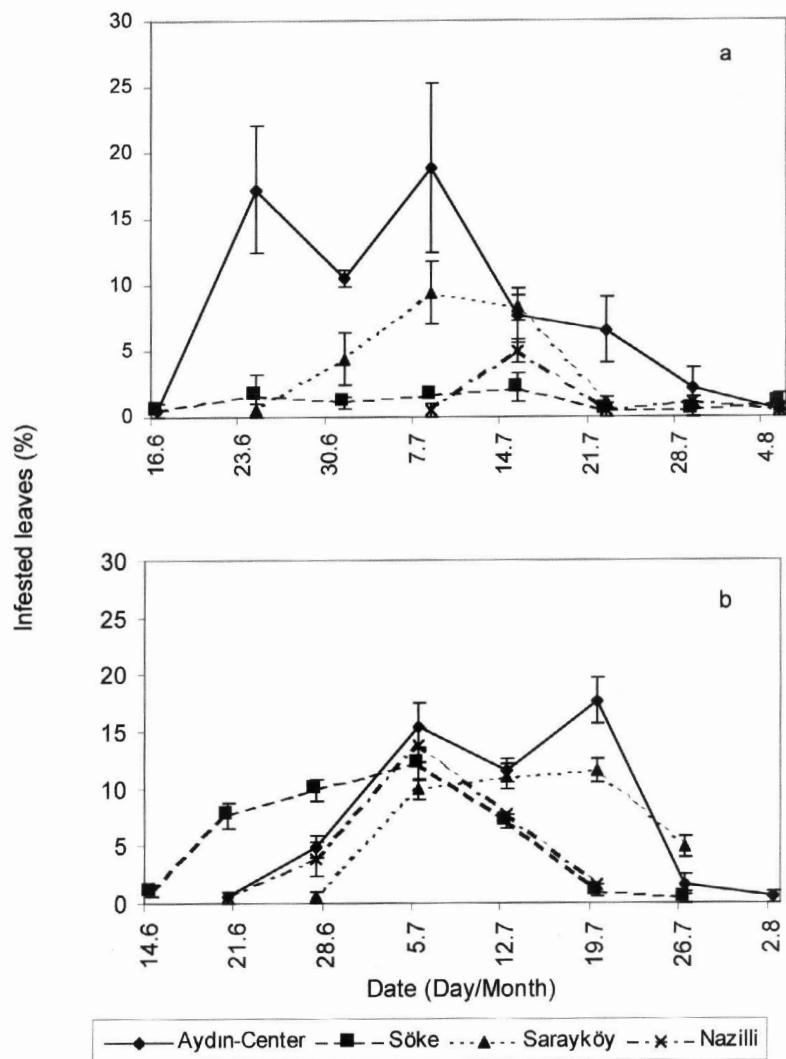 30
a
25
20
15
10
5
0
16.6 23.6 30.6 7.7 14.7 21.7 28.7 4.8
Infested leaves (%)
30
b
25
20
15
10
5
0
14.6 21.6 28.6 5.7 12.7 19.7 26.7 2.8
Date (Day/Month)
Aydın-Center Söke Sarayköy Nazilli